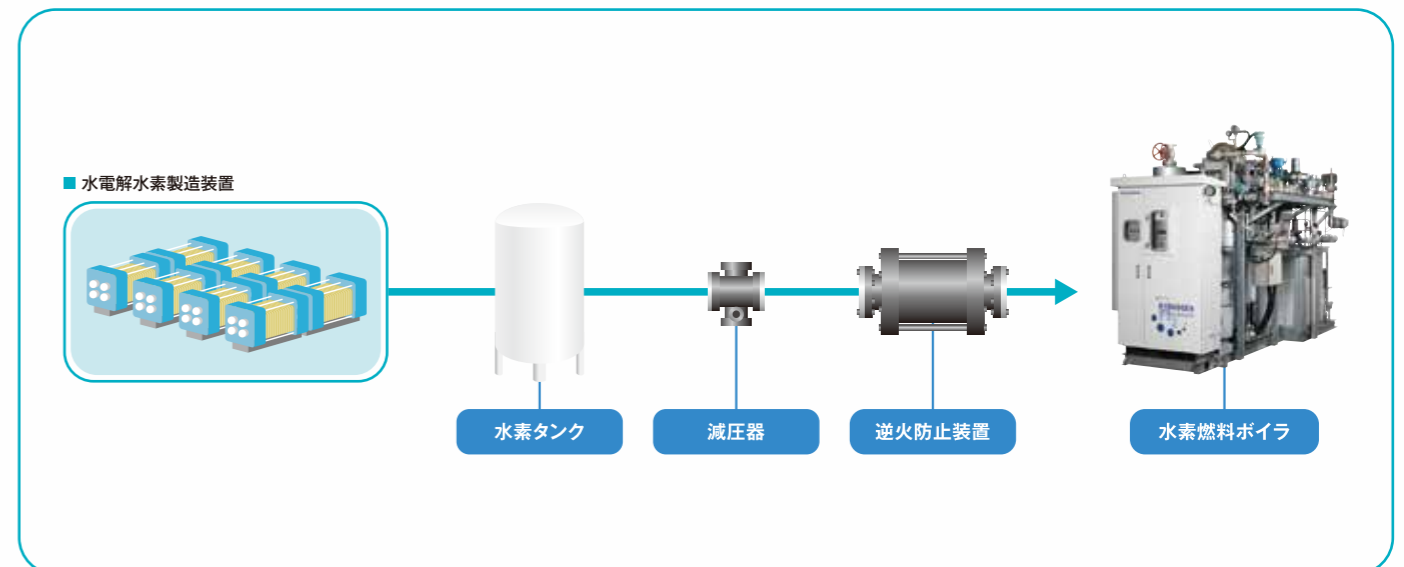 ■ 水電解水素製造装置
水素タンク
減圧器
逆火防止装置
水素燃料ボイラ